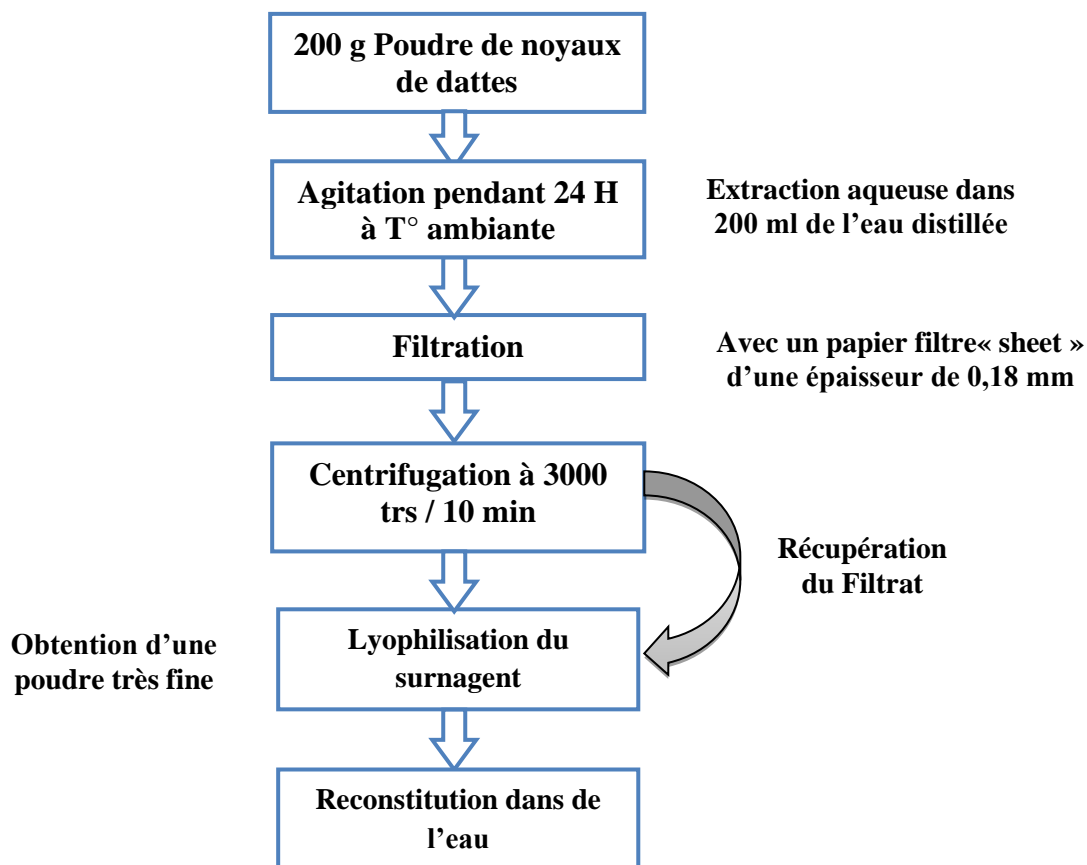 200 g Poudre de noyaux
de dattes
Agitation pendant 24 H
à T° ambiante
Extraction aqueuse dans
200 ml de l’eau distillée
Filtration
Avec un papier filtre« sheet »
d’une épaisseur de 0,18 mm
Centrifugation à 3000
trs / 10 min
Récupération
du Filtrat
Lyophilisation du
surnagent
Obtention d’une
poudre très fine
Reconstitution dans de
l’eau